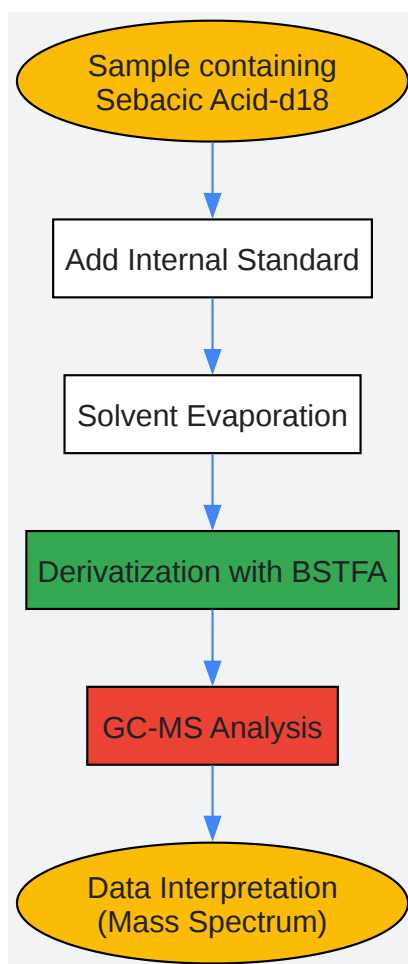 Sample containing
Sebacic Acid-d18
Add Internal Standard
Solvent Evaporation
Derivatization with BSTFA
GC-MS Analysis
Data Interpretation
(Mass Spectrum)